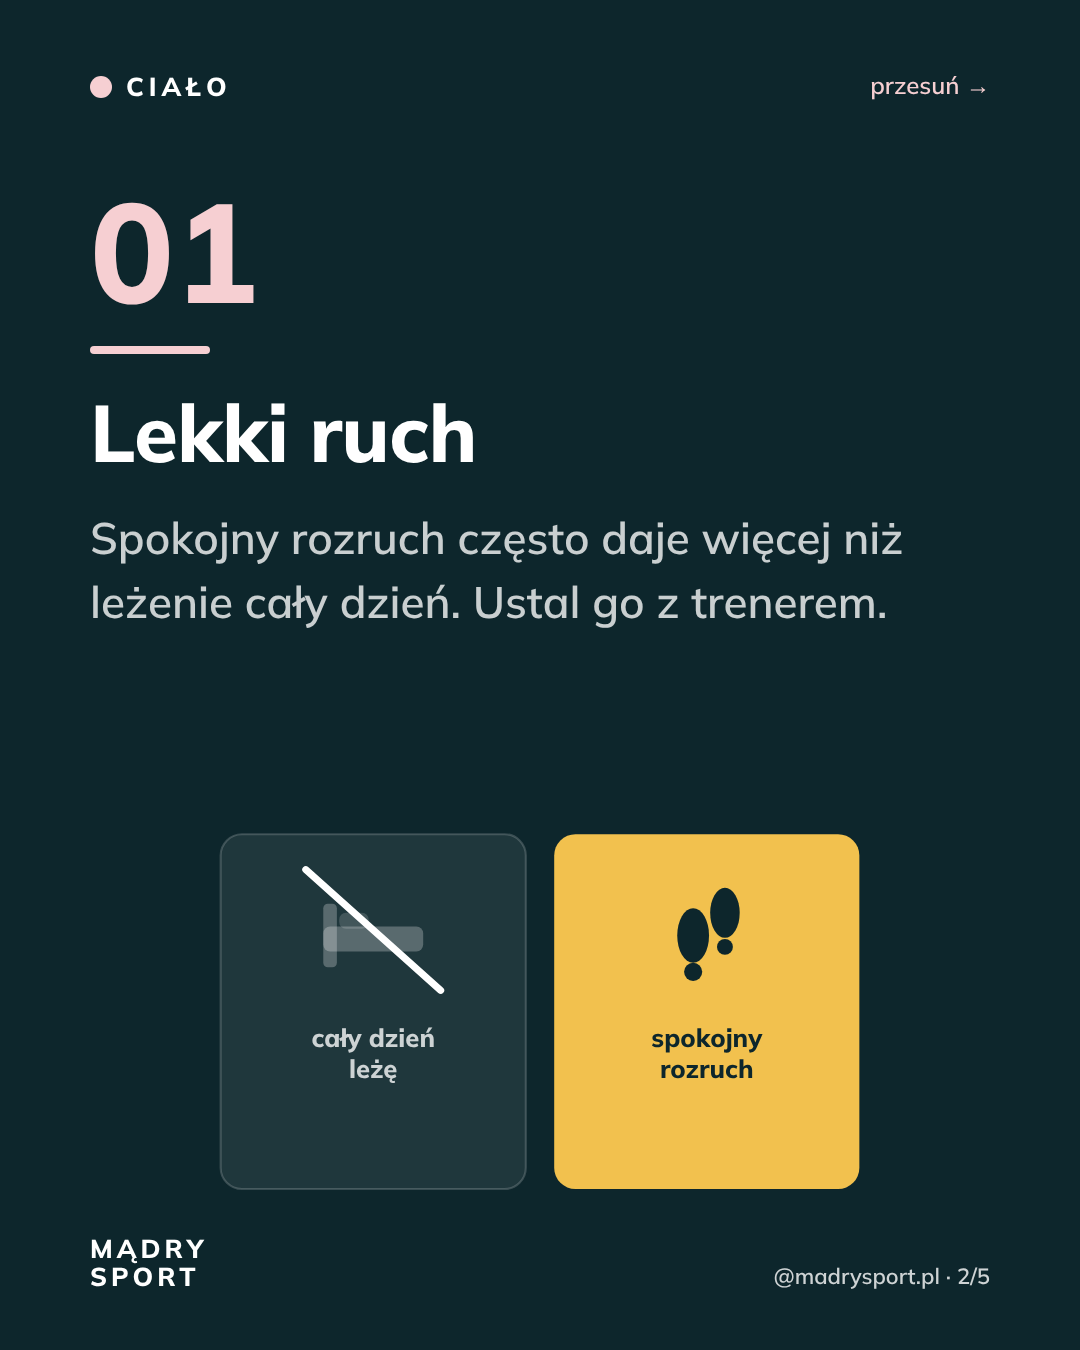 CIAŁO
przesuń →
01
Lekki ruch
Spokojny rozruch często daje więcej niż
leżenie cały dzień. Ustal go z trenerem.
cały dzień
leżę
spokojny
rozruch
MĄDRY
SPORT
@madrysport.pl · 2/5